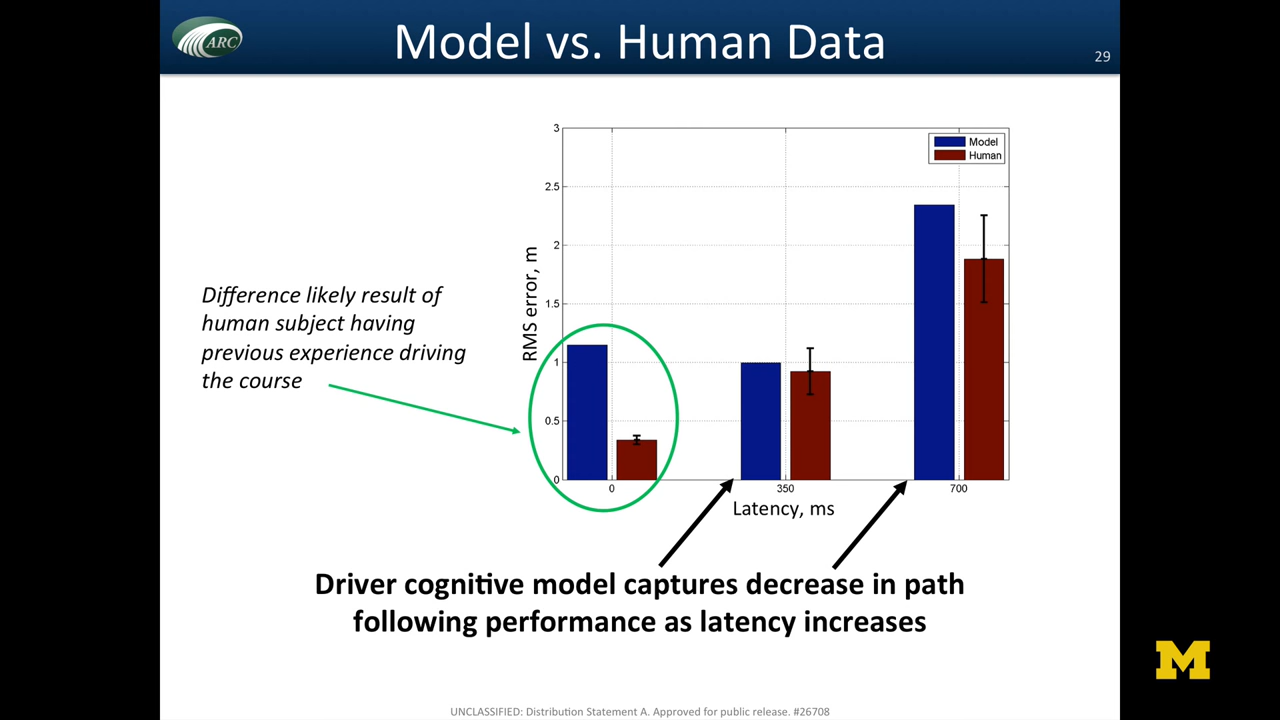 ARC
Model vs. Human Data
29
3
2.5
2
1.5
1
0.5
0
RMS error, m
Model
Human
0
350
700
Latency, ms
Difference likely result of
human subject having
previous experience driving
the course
Driver cognitive model captures decrease in path
following performance as latency increases
M
UNCLASSIFIED: Distribution Statement A. Approved for public release. #26708